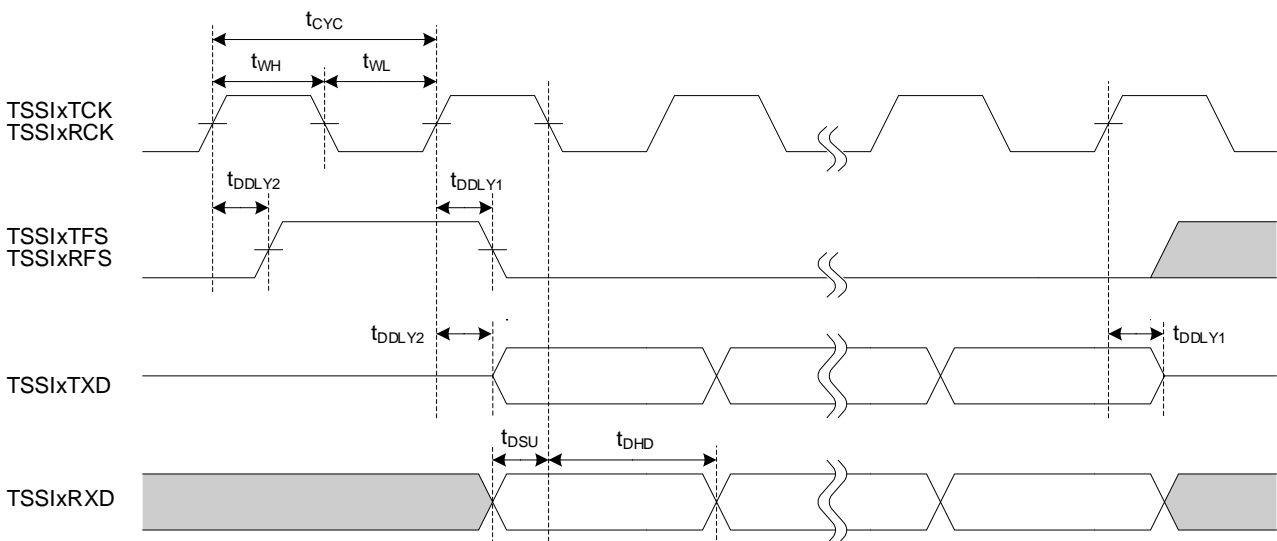 tCYC
tWH
tWL
TSSIxTCK
TSSIxRCK
tDDLY2
tDDLY1
TSSIxTFS
TSSIxRFS
tDDLY2
tDDLY1
TSSIxTXD
tDSU
tDHD
TSSIxRXD